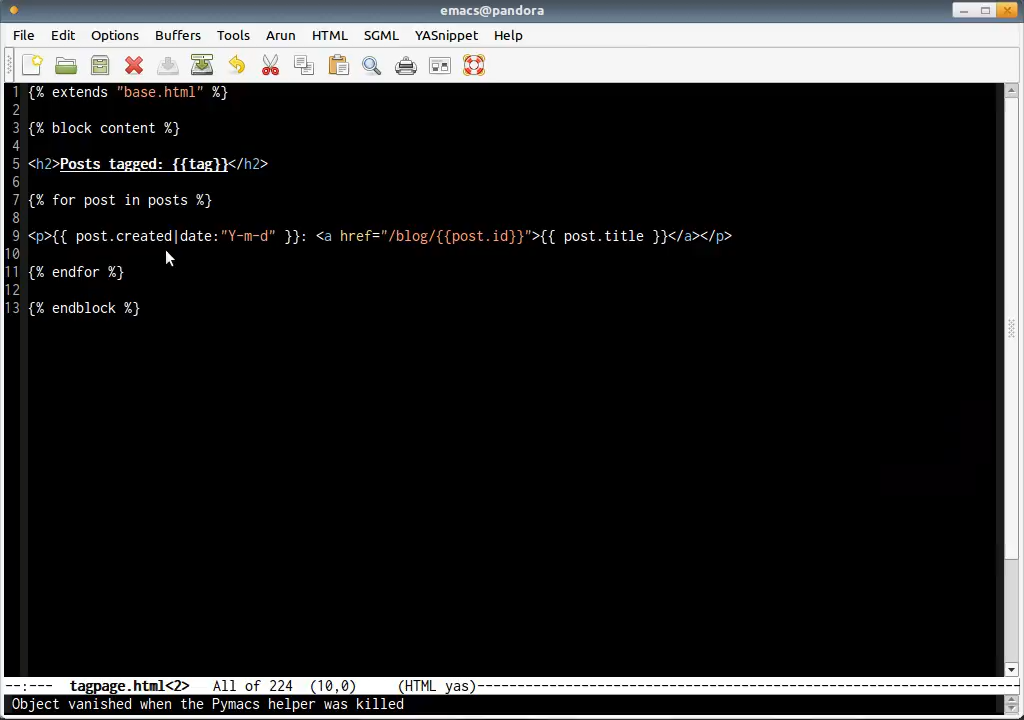 emacs@pandora
File Edit Options Buffers Tools Arun HTML SGML YASnippet Help
1 {% extends "base.html" %}
2
3 {% block content %}
4
5 <h2>Posts tagged: {{tag}}</h2>
6
7 {% for post in posts %}
8
9 <p>{{ post.created|date:"Y-m-d" }}: <a href="/blog/{{post.id}}">{{ post.title }}</a></p>
10
11 {% endfor %}
12
13 {% endblock %}
--:--- tagpage.html<2> All of 224 (10,0) (HTML yas)--------------------------------------------------------------------
Object vanished when the Pymacs helper was killed